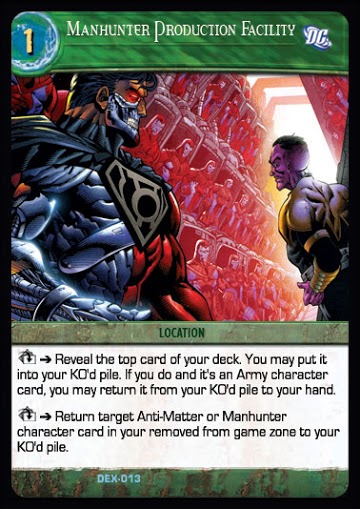 Manhunter Production Facility
1
DC
LOCATION
➔ Reveal the top card of your deck. You may put it
into your KO'd pile. If you do and it's an Army character
card, you may return it from your KO'd pile to your hand.
➔ Return target Anti-Matter or Manhunter
character card in your removed from game zone to your
KO'd pile.
DEX-013